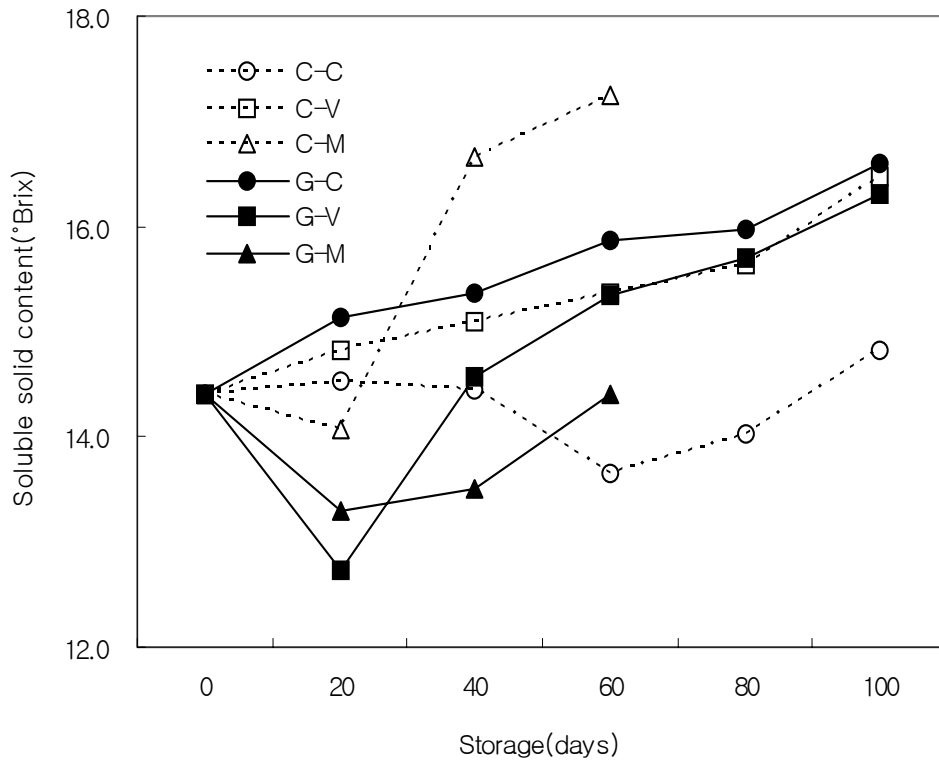 18.0
16.0
14.0
12.0
Soluble solid content(°Brix)
C-C
C-V
C-M
G-C
G-V
G-M
0 20 40 60 80 100
Storage(days)